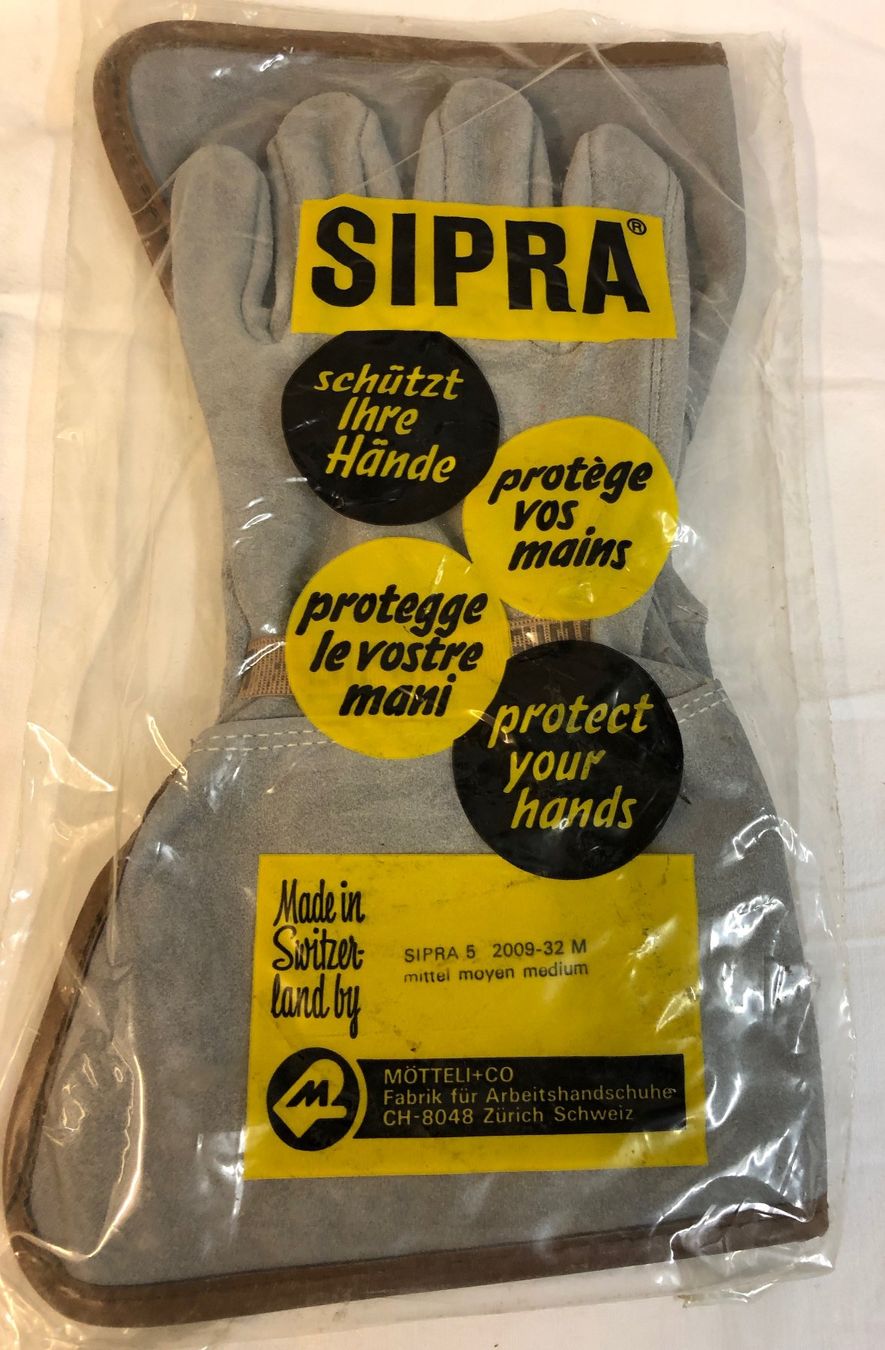 SIPRA®
schützt
Ihre
Hände
protège
vos
mains
protegge
le vostre
mani
protect
your
hands
Made in
Switzer-
land by
SIPRA 5 2009-32 M
mittel moyen medium
M
MÖTTELI+CO
Fabrik für Arbeitshandschuhe
CH-8048 Zürich Schweiz